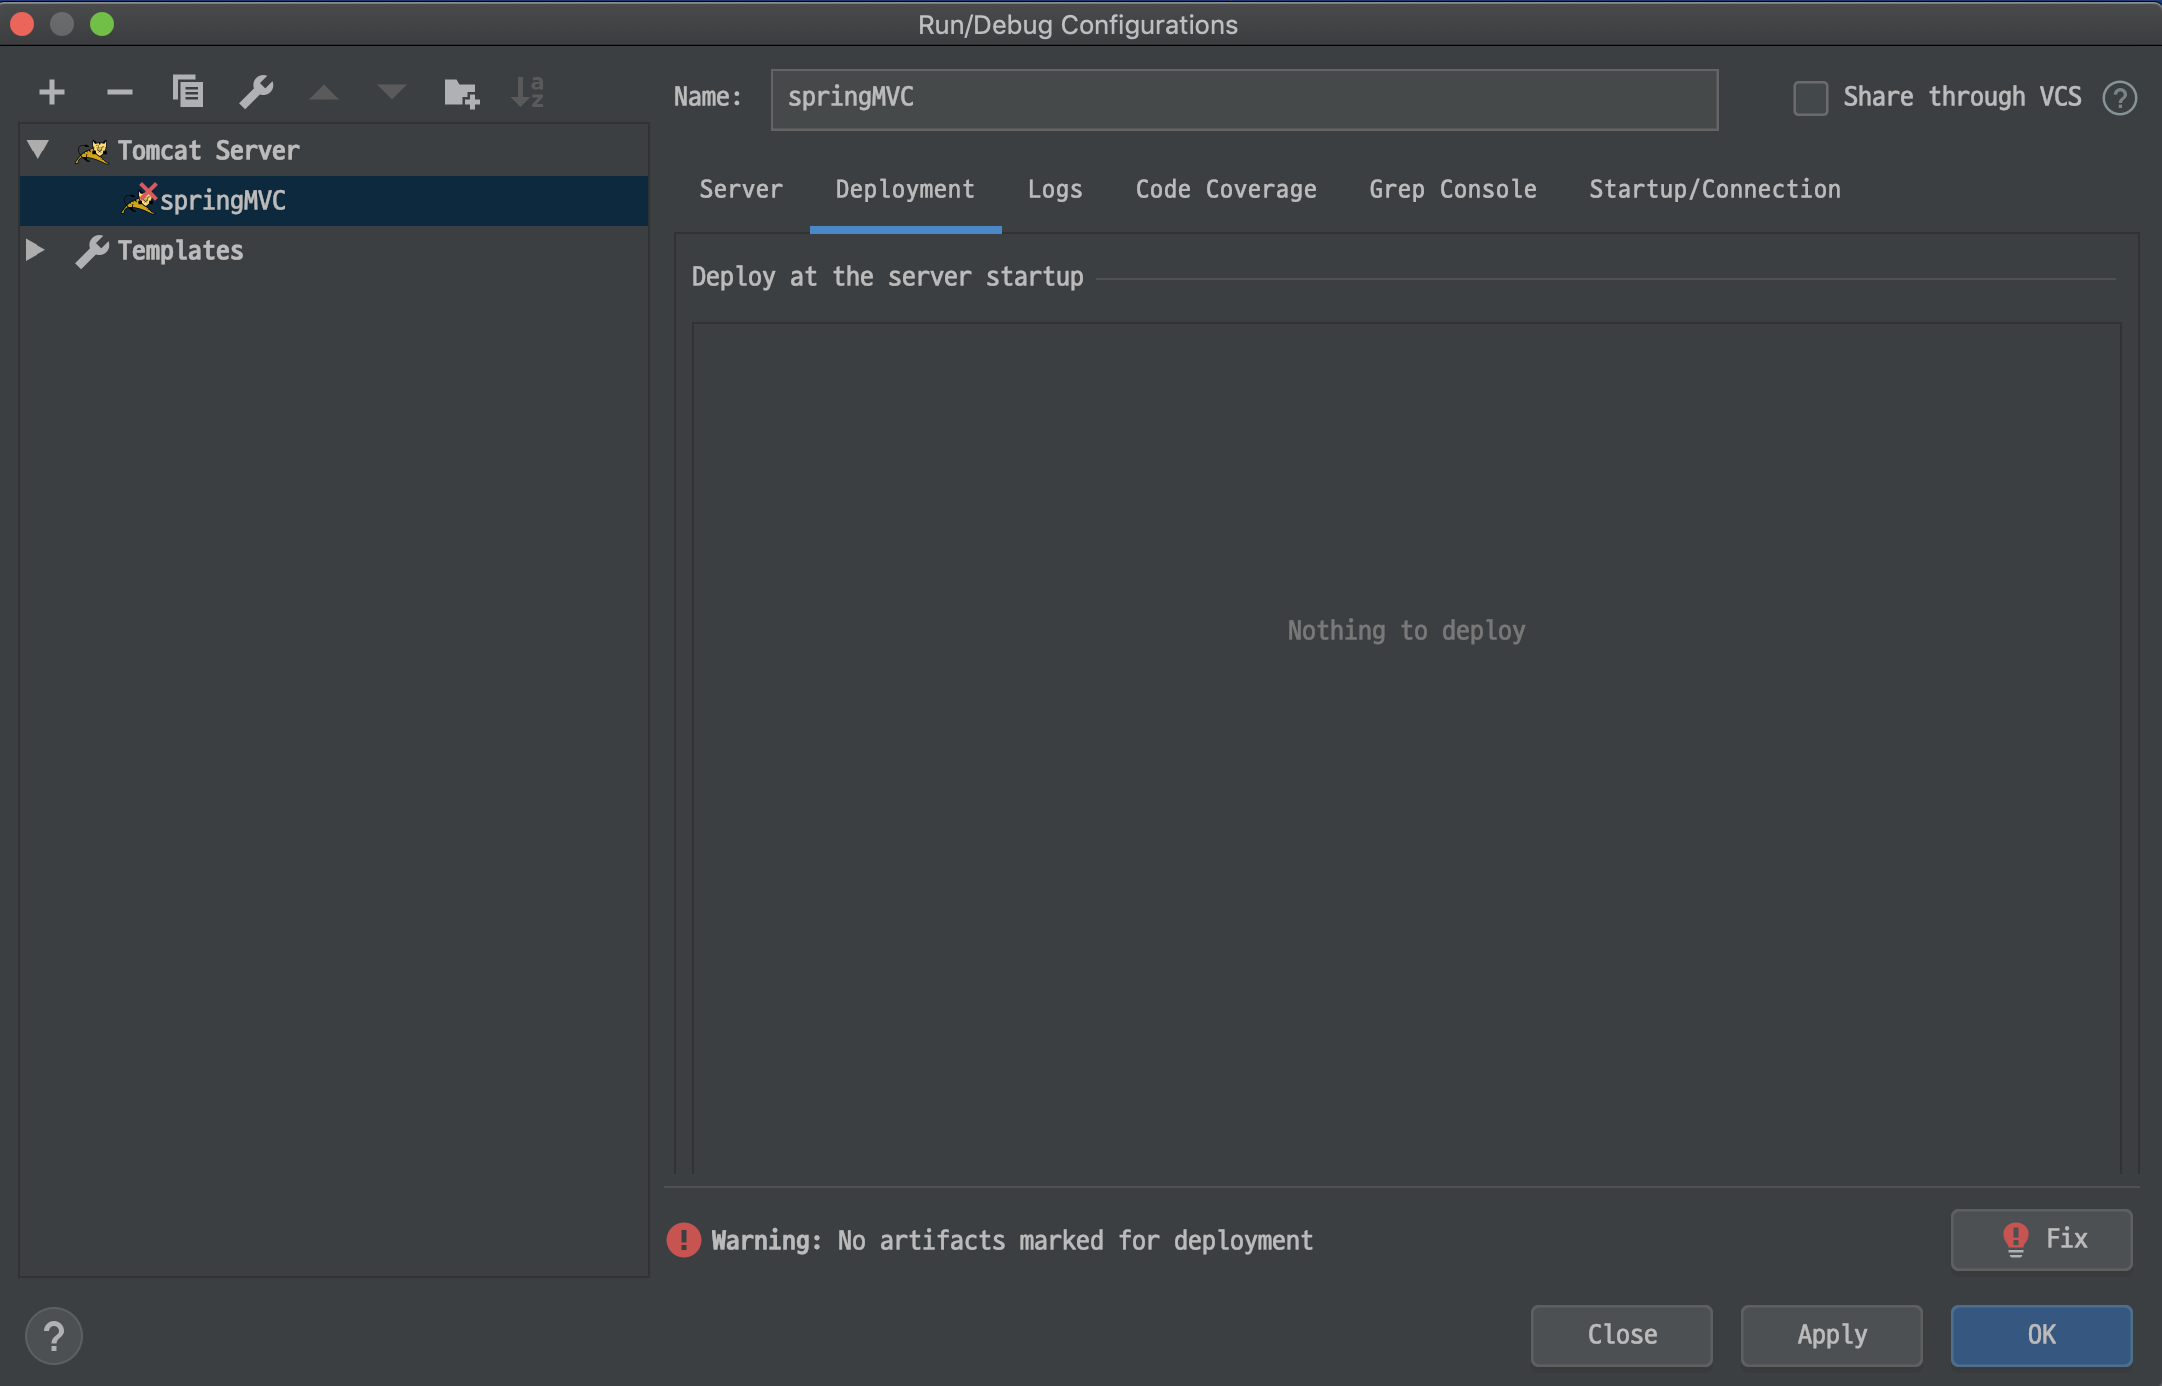 Run/Debug Configurations
Name: springMVC
Share through VCS ?
Tomcat Server
springMVC
Templates
Server Deployment Logs Code Coverage Grep Console Startup/Connection
Deploy at the server startup
Nothing to deploy
Warning: No artifacts marked for deployment
Fix
? Close Apply OK